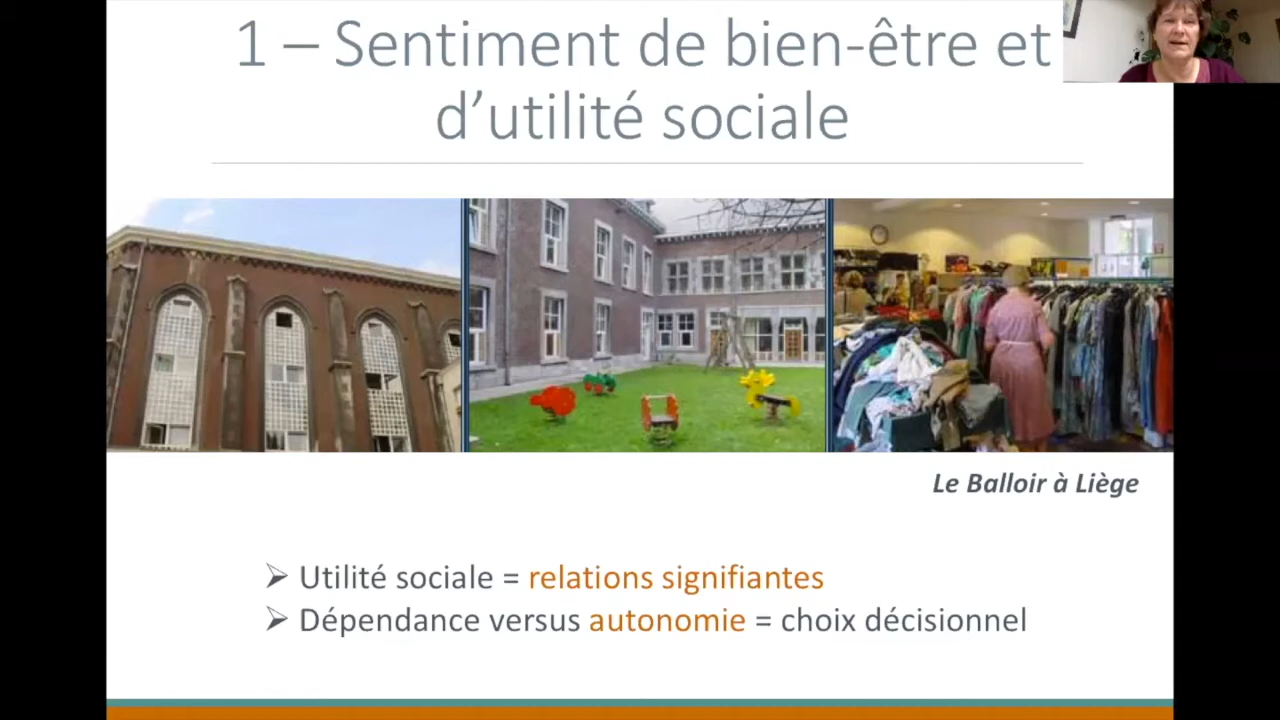 1 – Sentiment de bien-être et
d’utilité sociale
Le Balloir à Liège
➢ Utilité sociale = relations signifiantes
➢ Dépendance versus autonomie = choix décisionnel